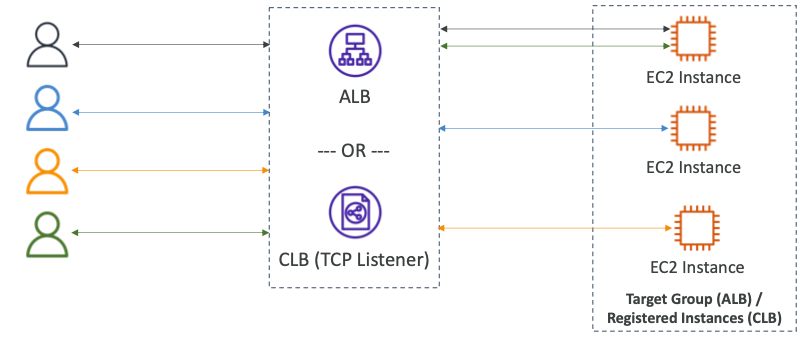 ALB
--- OR ---
CLB (TCP Listener)
EC2 Instance
EC2 Instance
EC2 Instance
Target Group (ALB) /
Registered Instances (CLB)